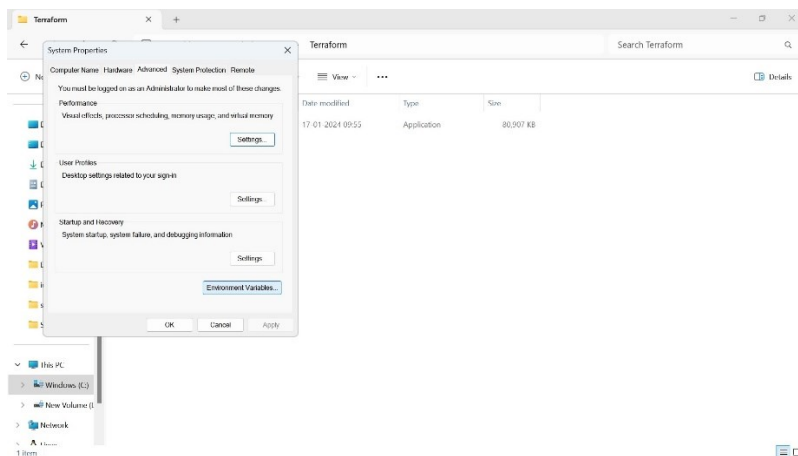 Terraform
System Properties
Terraform
Search Terraform
Computer Name Hardware Advanced System Protection Remote
View
Details
You must be logged on as an Administrator to make most of these changes.
Performance
Visual effects, processor scheduling, memory usage, and virtual memory
Settings...
Date modified
Type
Size
17-01-2024 09:55
Application
80,907 KB
User Profiles
Desktop settings related to your sign-in
Settings...
Startup and Recovery
System startup, system failure, and debugging information
Settings...
Environment Variables...
OK
Cancel
Apply
This PC
Windows (C:)
New Volume (
Network
1 item